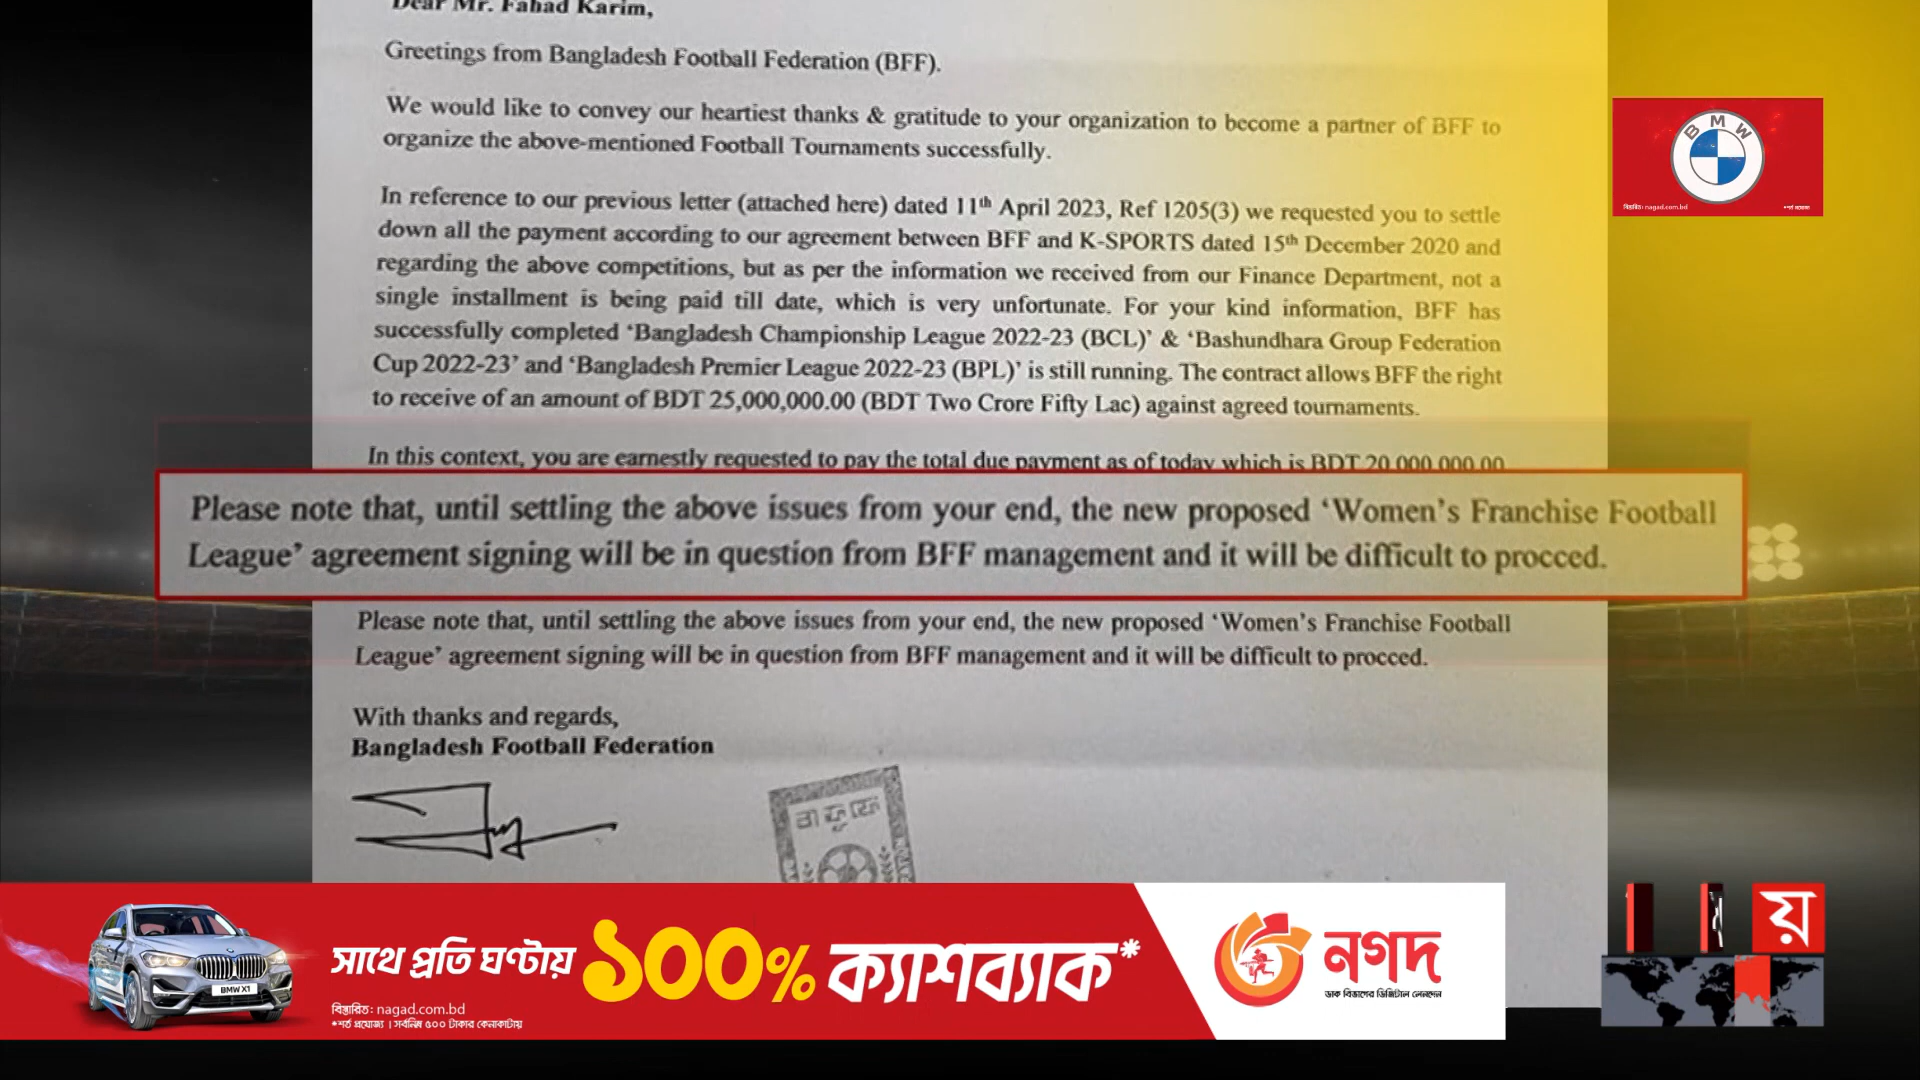 Dear Mr. Fahad Karim,
Greetings from Bangladesh Football Federation (BFF).
We would like to convey our heartiest thanks & gratitude to your organization to become a partner of BFF to
organize the above-mentioned Football Tournaments successfully.
In reference to our previous letter (attached here) dated 11th April 2023, Ref 1205(3) we requested you to settle
down all the payment according to our agreement between BFF and K-SPORTS dated 15th December 2020 and
regarding the above competitions, but as per the information we received from our Finance Department, not a
single installment is being paid till date, which is very unfortunate. For your kind information, BFF has
successfully completed ‘Bangladesh Championship League 2022-23 (BCL)’ & ‘Bashundhara Group Federation
Cup 2022-23’ and ‘Bangladesh Premier League 2022-23 (BPL)’ is still running. The contract allows BFF the right
to receive of an amount of BDT 25,000,000.00 (BDT Two Crore Fifty Lac) against agreed tournaments.
In this context, you are earnestly requested to pay the total due payment as of today which is BDT 20,000,000.00
Please note that, until settling the above issues from your end, the new proposed ‘Women’s Franchise Football
League’ agreement signing will be in question from BFF management and it will be difficult to procced.
Please note that, until settling the above issues from your end, the new proposed ‘Women’s Franchise Football
League’ agreement signing will be in question from BFF management and it will be difficult to procced.
With thanks and regards,
Bangladesh Football Federation
বাফুফে
BMW
বিস্তারিত: nagad.com.bd
*শর্ত প্রযোজ্য
BMW X1
সাথে প্রতি ঘণ্টায় ১০০% ক্যাশব্যাক*
বিস্তারিত: nagad.com.bd
*শর্ত প্রযোজ্য । সর্বনিম্ন ৫০০ টাকার কেনাকাটায়
নগদ
ডাক বিভাগের ডিজিটাল লেনদেন
য়